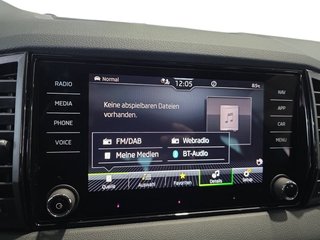 RADIO
MEDIA
PHONE
VOICE
Normal
12:05
Keine abspielbaren Dateien
vorhanden.
FM/DAB
Webradio
Meine Medien
BT-Audio
Quelle
Auswahl
Favoriten
Details
Setup
NAV
APP
CAR
MENU